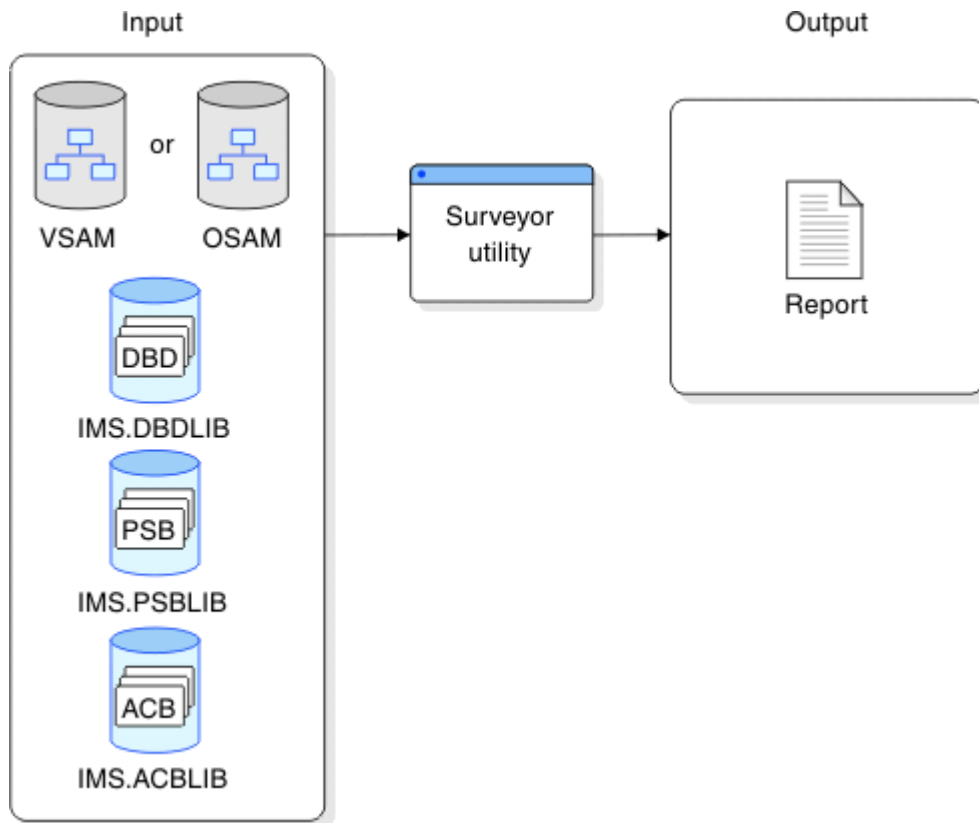 Input
Output
or
VSAM
OSAM
Surveyor
utility
DBD
IMS.DBDLIB
PSB
IMS.PSBLIB
ACB
IMS.ACBLIB
Report